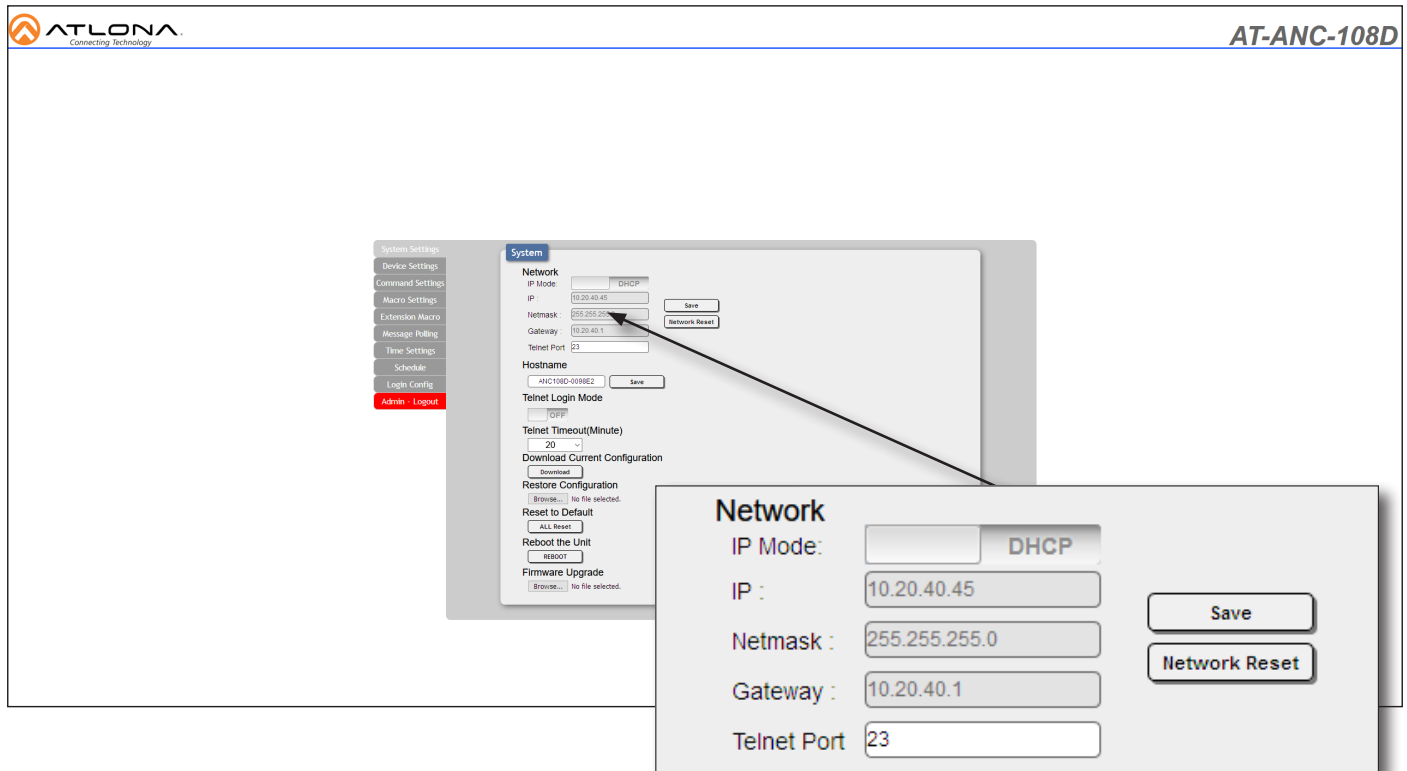 ATLONA.
Connecting Technology
AT-ANC-108D
System Settings
Device Settings
Command Settings
Macro Settings
Extension Macro
Message Polling
Time Settings
Schedule
Login Config
Admin - Logout
System
Network
IP Mode: DHCP
IP : 10.20.40.45
Netmask : 255.255.255
Gateway : 10.20.40.1
Telnet Port 23
Save
Network Reset
Hostname
ANC108D-0098E2 Save
Telnet Login Mode
OFF
Telnet Timeout(Minute)
20
Download Current Configuration
Download
Restore Configuration
Browse... No file selected.
Reset to Default
ALL Reset
Reboot the Unit
REBOOT
Firmware Upgrade
Browse... No file selected.
Network
IP Mode: DHCP
IP : 10.20.40.45
Netmask : 255.255.255.0
Gateway : 10.20.40.1
Telnet Port 23
Save
Network Reset